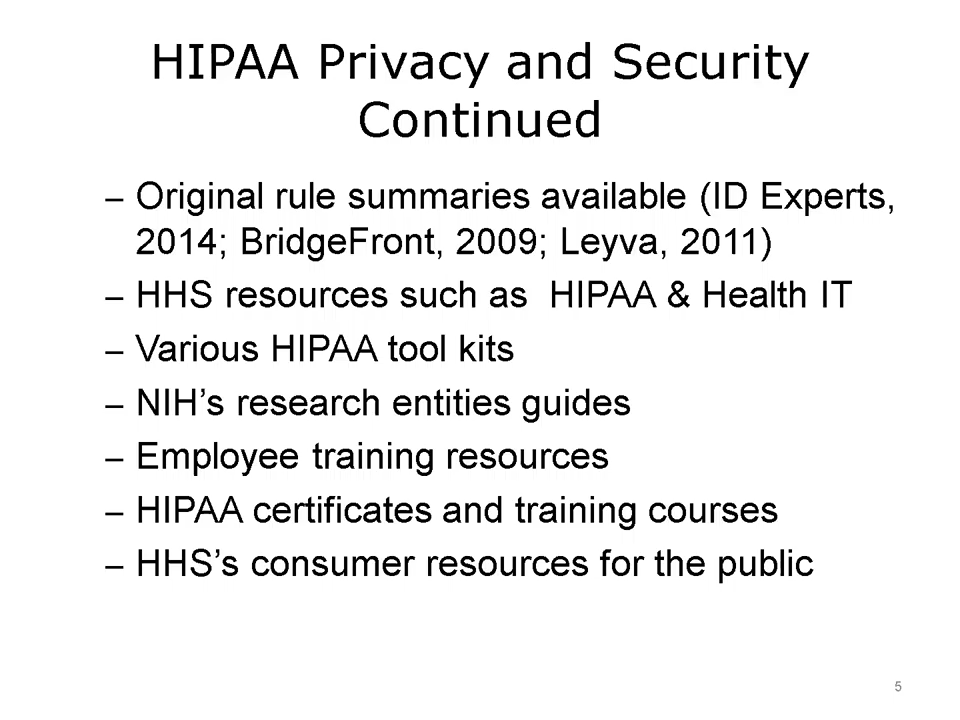 HIPAA Privacy and Security
Continued
– Original rule summaries available (ID Experts,
2014; BridgeFront, 2009; Leyva, 2011)
– HHS resources such as  HIPAA & Health IT
– Various HIPAA tool kits
– NIH’s research entities guides
– Employee training resources
– HIPAA certificates and training courses
– HHS’s consumer resources for the public
5